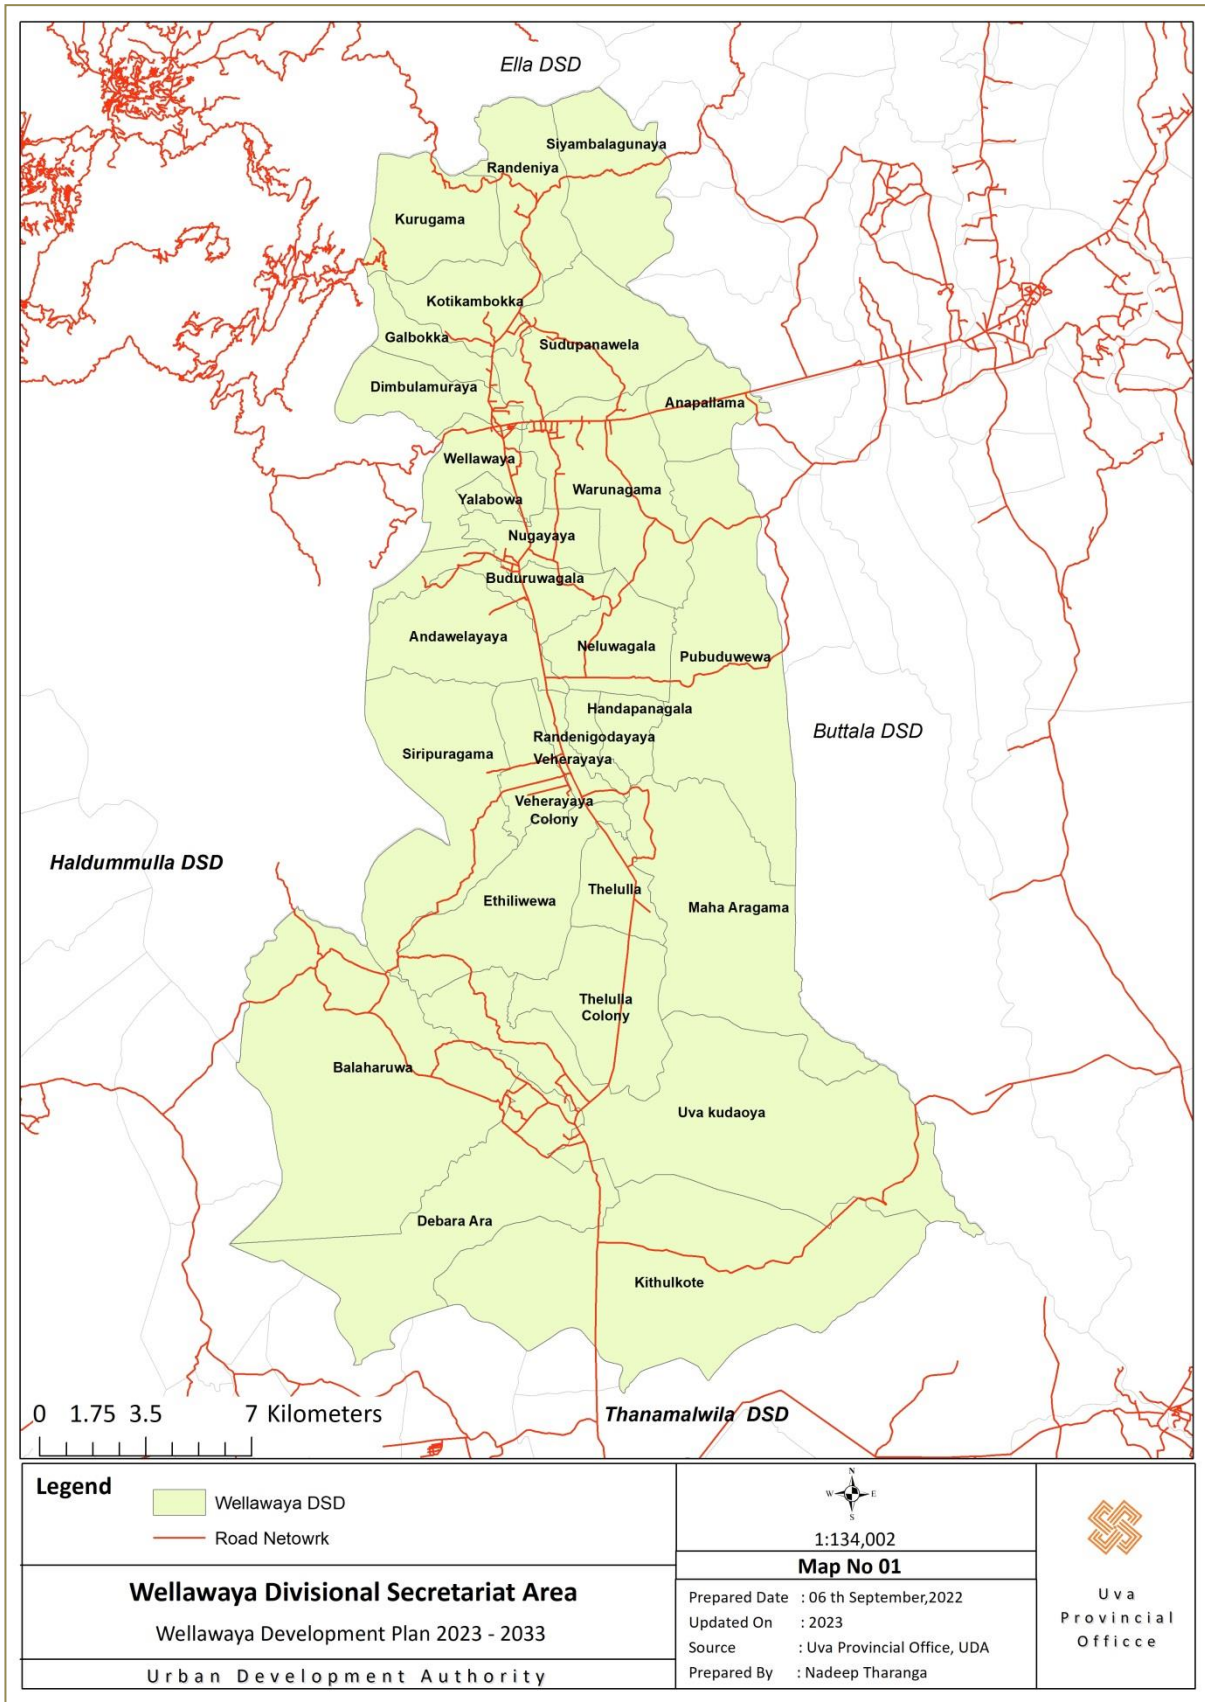 Ella DSD
Siyambalagunaya
Randeniya
Kurugama
Kotikambokka
Galbokka
Sudupanawela
Dimbulamuraya
Anapallama
Wellawaya
Warunagama
Yalabowa
Nugayaya
Buduruwagala
Andawelayaya
Neluwagala
Pubuduwewa
Handapanagala
Randenigodayaya
Buttala DSD
Siripuragama
Veherayaya
Veherayaya
Colony
Haldummulla DSD
Thelulla
Ethiliwewa
Maha Aragama
Thelulla
Colony
Balaharuwa
Uva kudaoya
Debara Ara
Kithulkote
0 1.75 3.5 7 Kilometers
Thanamalwila DSD
Legend
Wellawaya DSD
Road Netowrk
Wellawaya Divisional Secretariat Area
Wellawaya Development Plan 2023 - 2033
Urban Development Authority
N
W E
S
1:134,002
Map No 01
Prepared Date : 06 th September,2022
Updated On : 2023
Source : Uva Provincial Office, UDA
Prepared By : Nadeep Tharanga
Uva
Provincial
Officce